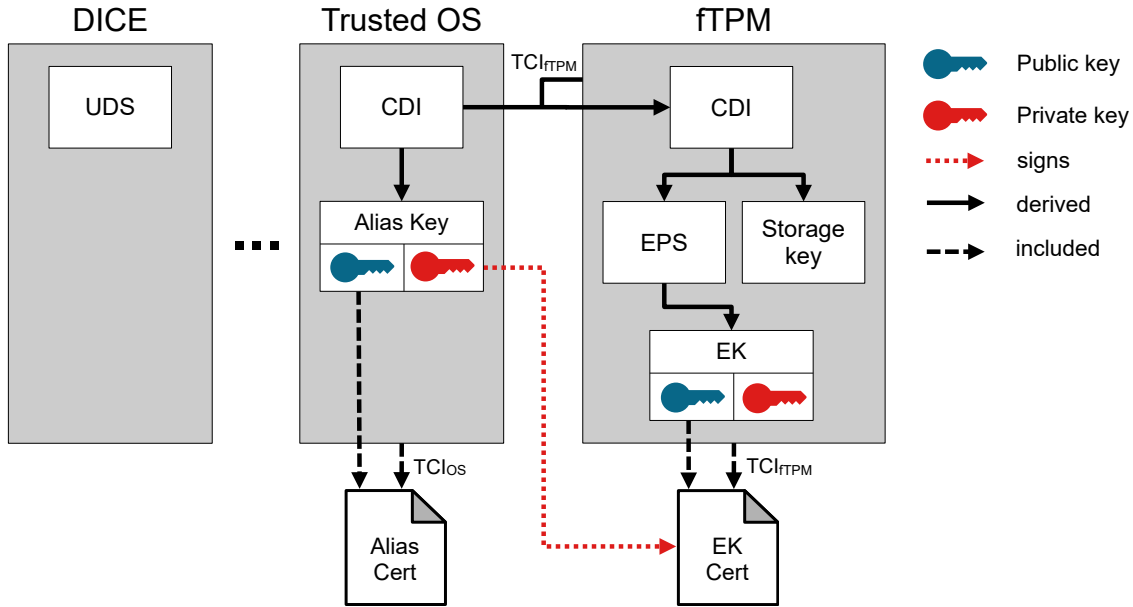 DICE
Trusted OS
fTPM
UDS
CDI
TCIfTPM
CDI
Public key
Private key
signs
derived
included
Alias Key
EPS
Storage
key
EK
TCIOS
TCIfTPM
Alias
Cert
EK
Cert